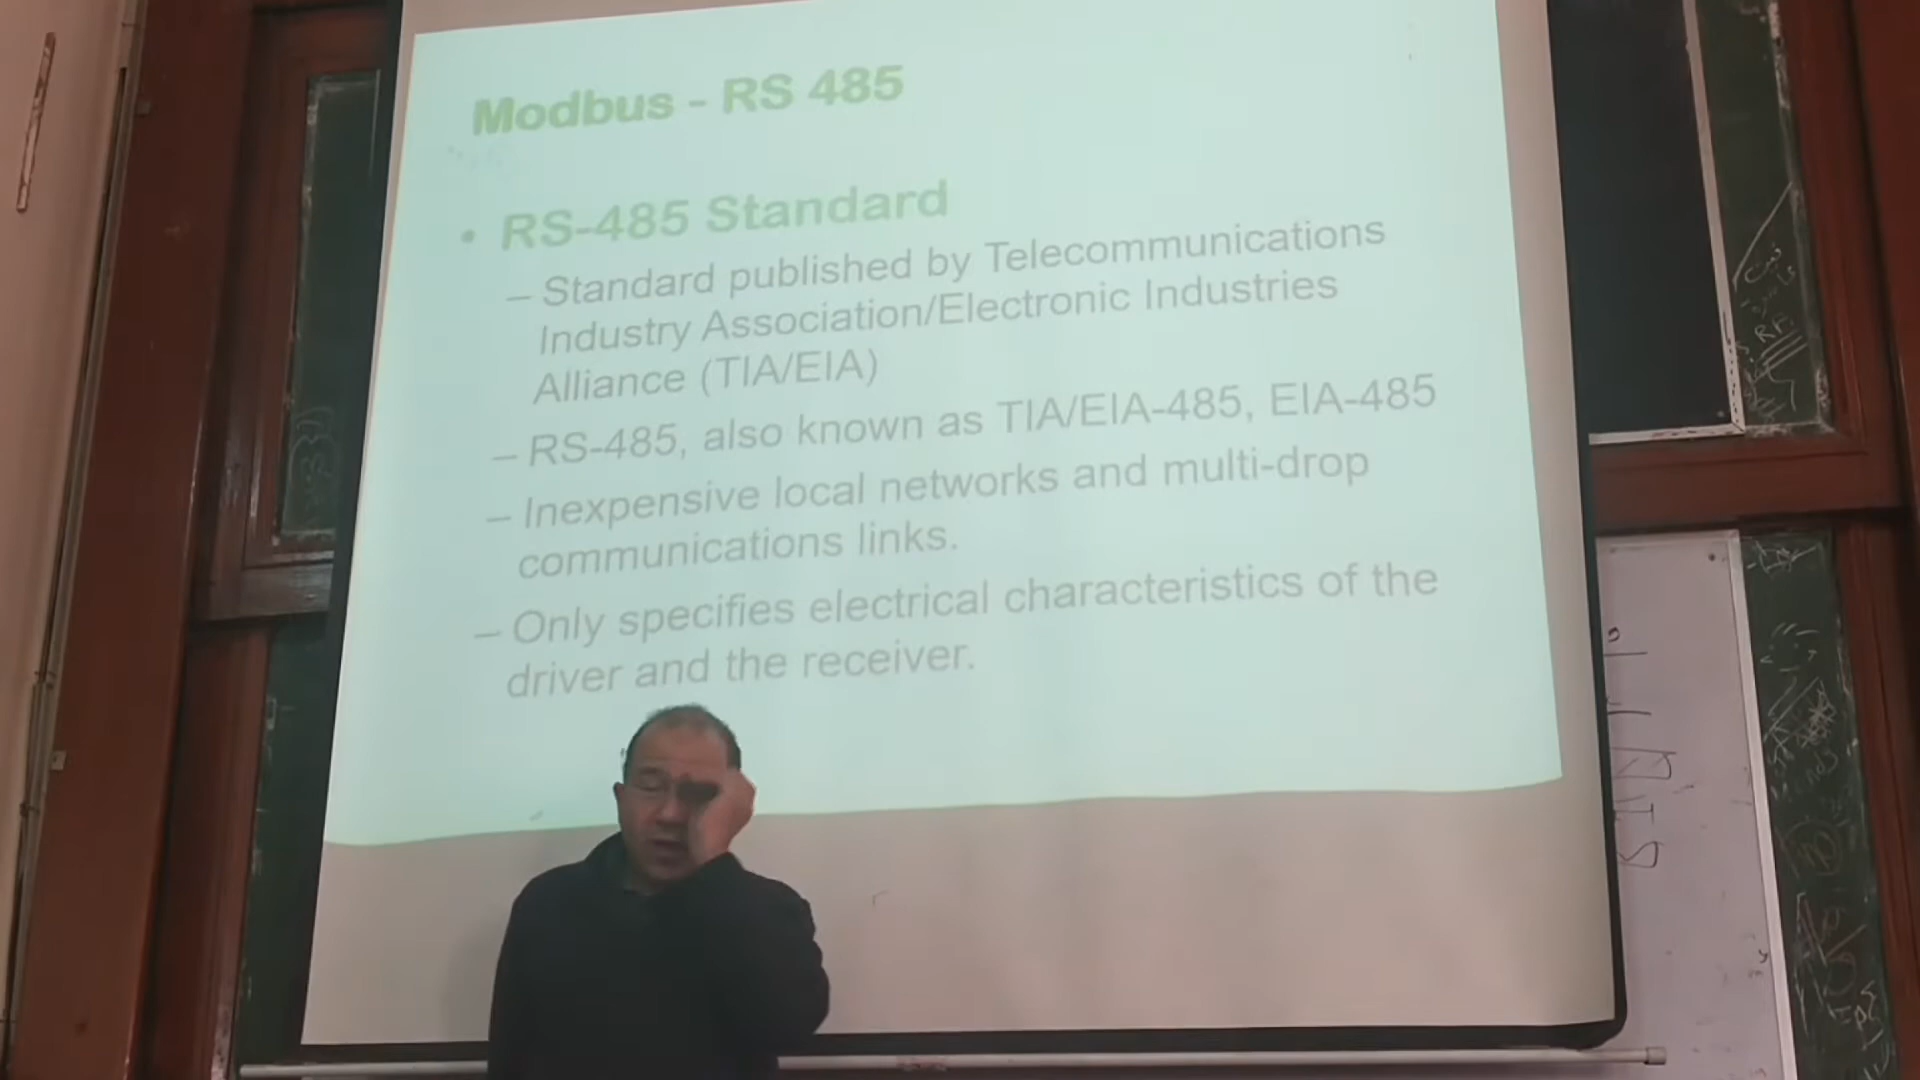 Modbus - RS 485
• RS-485 Standard
– Standard published by Telecommunications
Industry Association/Electronic Industries
Alliance (TIA/EIA)
– RS-485, also known as TIA/EIA-485, EIA-485
– Inexpensive local networks and multi-drop
communications links.
– Only specifies electrical characteristics of the
driver and the receiver.